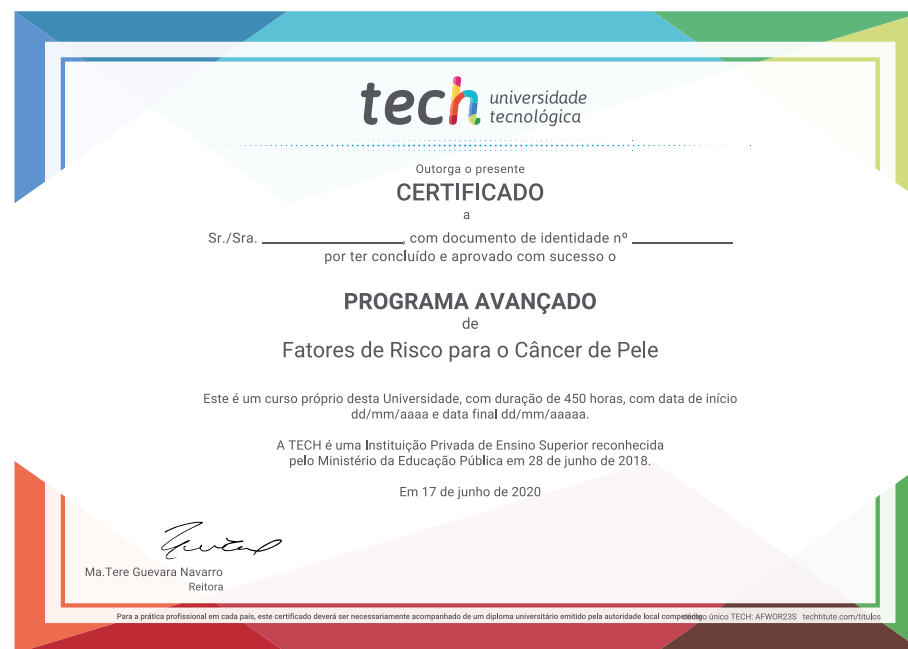 tech universidade
tecnológica
Outorga o presente
CERTIFICADO
a
Sr./Sra. ____________, com documento de identidade nº ____________
por ter concluído e aprovado com sucesso o
PROGRAMA AVANÇADO
de
Fatores de Risco para o Câncer de Pele
Este é um curso próprio desta Universidade, com duração de 450 horas, com data de início
dd/mm/aaaa e data final dd/mm/aaaaa.
A TECH é uma Instituição Privada de Ensino Superior reconhecida
pelo Ministério da Educação Pública em 28 de junho de 2018.
Em 17 de junho de 2020
Ma.Tere Guevara Navarro
Reitora
Para a prática profissional em cada país, este certificado deverá ser necessariamente acompanhado de um diploma universitário emitido pela autoridade local único TECH: AFWOR23S techtitute.com/titulos